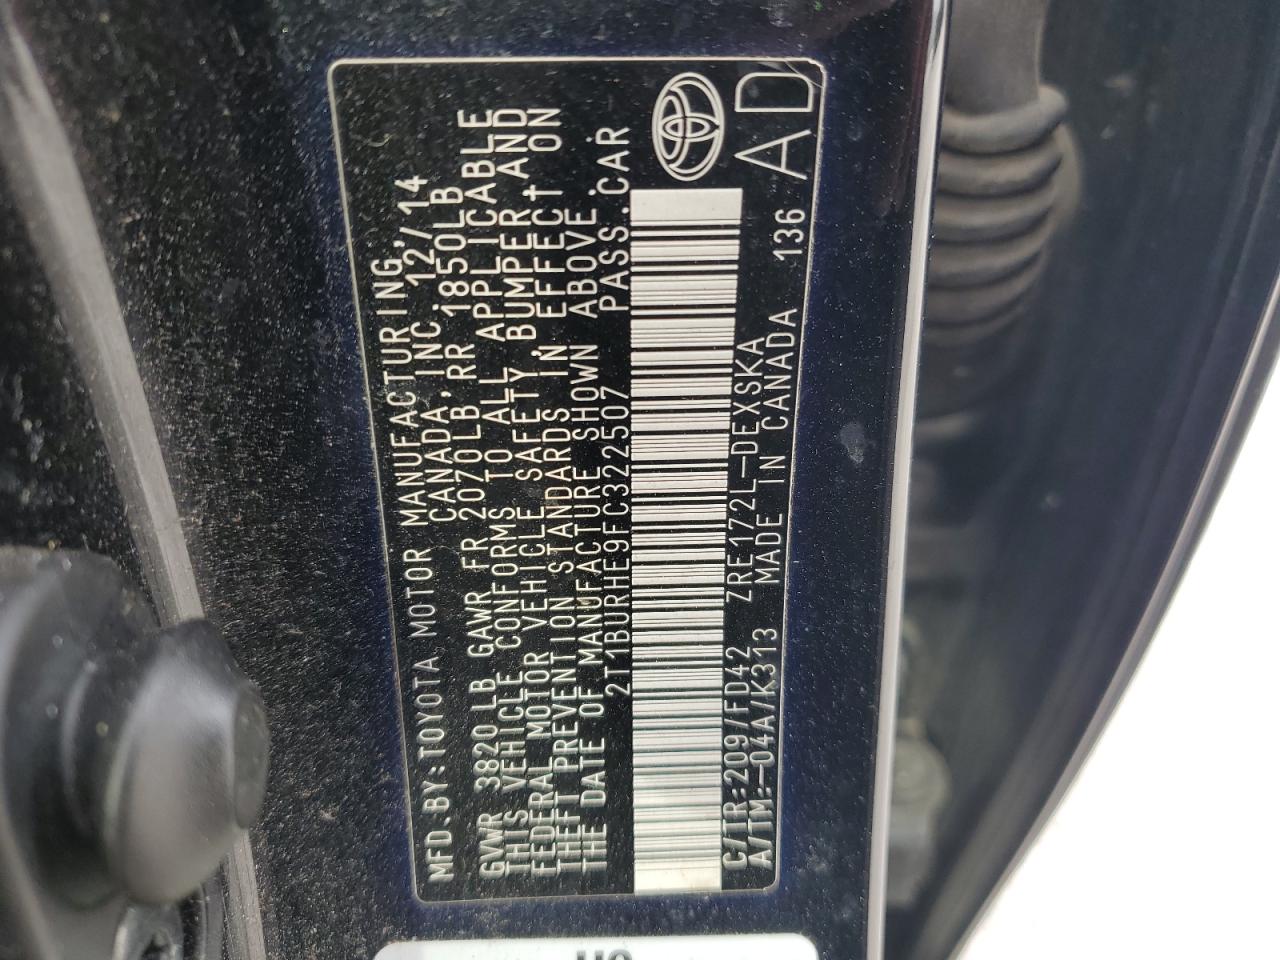 MFD.BY:TOYOTA MOTOR MANUFACTURING,
CANADA, INC. 12/14
GVWR 3820LB GAWR FR 2070LB, RR 1850LB
THIS VEHICLE CONFORMS TO ALL APPLICABLE
FEDERAL MOTOR VEHICLE SAFETY, BUMPER, AND
THEFT PREVENTION STANDARDS IN EFFECT ON
THE DATE OF MANUFACTURE SHOWN ABOVE.
2T1BURHE9FC322507 PASS.CAR
C/TR:209/FD42 ZRE172L-DEXSKA
A/TM:-04A/K313 MADE IN CANADA 136
AD